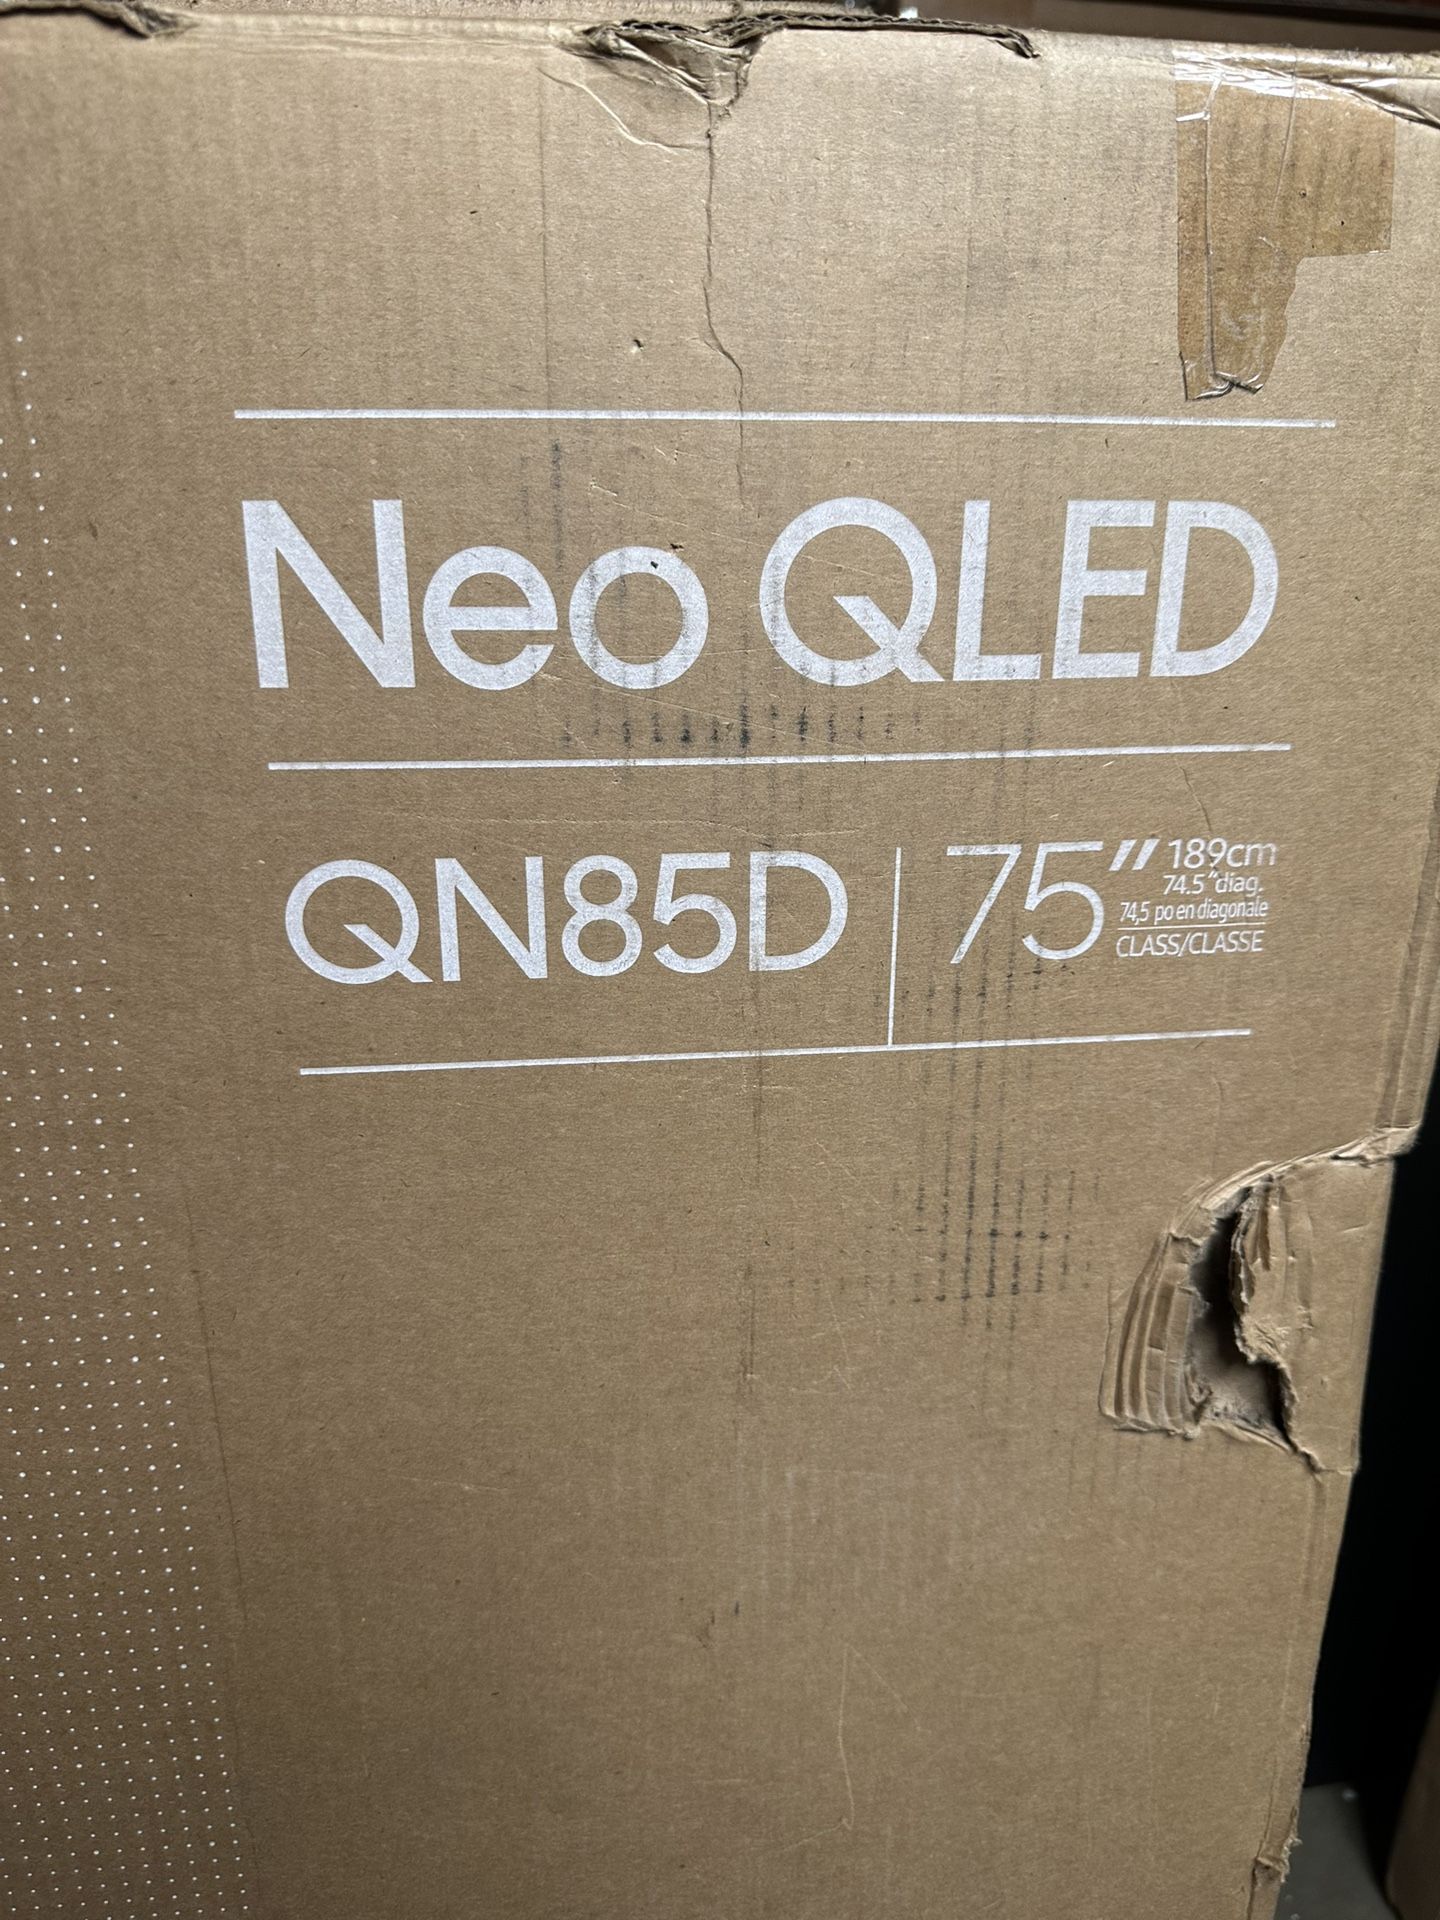 Neo QLED
QN85D | 75" 189cm
74.5"diag.
74,5 po en diagonale
CLASS/CLASSE